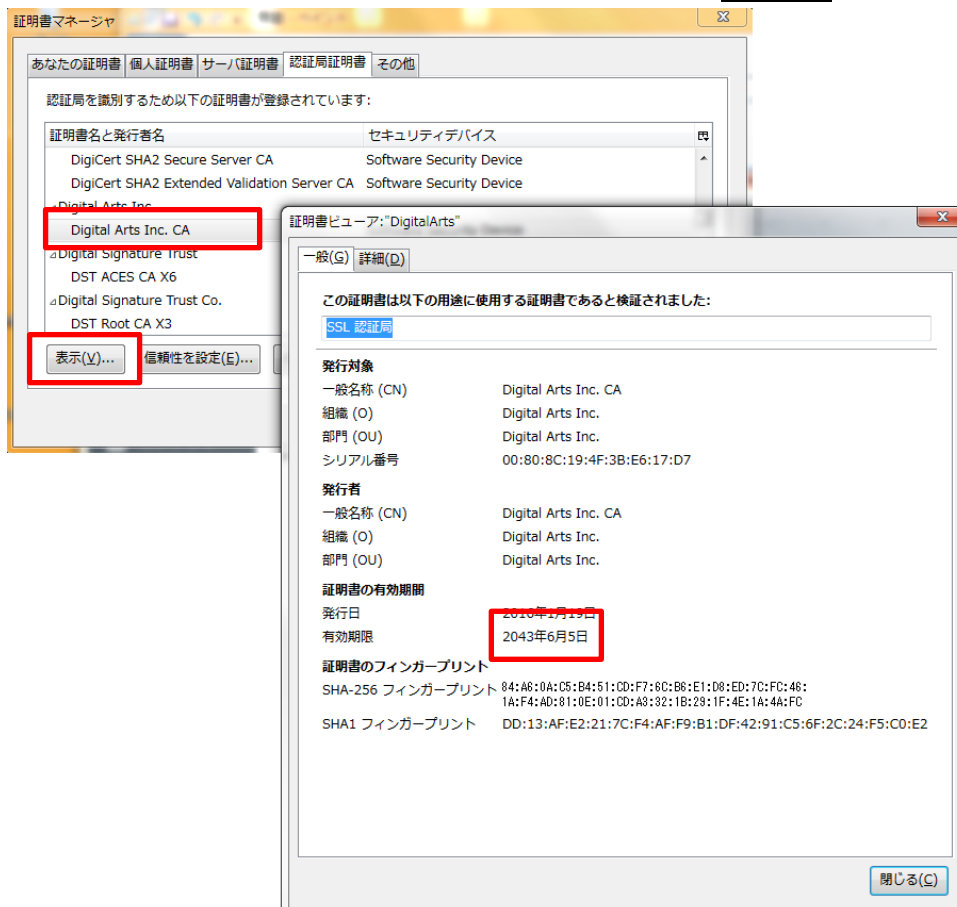 証明書マネージャ
あなたの証明書 個人証明書 サーバ証明書 認証局証明書 その他
認証局を識別するため以下の証明書が登録されています:
証明書名と発行者名 セキュリティデバイス
DigiCert SHA2 Secure Server CA Software Security Device
DigiCert SHA2 Extended Validation Server CA Software Security Device
Digital Arts Inc.
Digital Arts Inc. CA
Digital Signature Trust
DST ACES CA X6
Digital Signature Trust Co.
DST Root CA X3
表示(V)... 信頼性を設定(E)...
証明書ビューア:"DigitalArts"
一般(G) 詳細(D)
この証明書は以下の用途に使用する証明書であると検証されました:
SSL 認証局
発行対象
一般名称 (CN) Digital Arts Inc. CA
組織 (O) Digital Arts Inc.
部門 (OU) Digital Arts Inc.
シリアル番号 00:80:8C:19:4F:3B:E6:17:D7
発行者
一般名称 (CN) Digital Arts Inc. CA
組織 (O) Digital Arts Inc.
部門 (OU) Digital Arts Inc.
証明書の有効期間
発行日
有効期限 2043年6月5日
証明書のフィンガープリント
SHA-256 フィンガープリント 84:A6:0A:C5:B4:51:CD:F7:6C:B6:E1:D8:ED:7C:FC:46:
1A:F4:AD:81:0E:01:CD:A3:32:1B:29:1F:4E:1A:4A:FC
SHA1 フィンガープリント DD:13:AF:E2:21:7C:F4:AF:F9:B1:DF:42:91:C5:6F:2C:24:F5:C0:E2
閉じる(C)